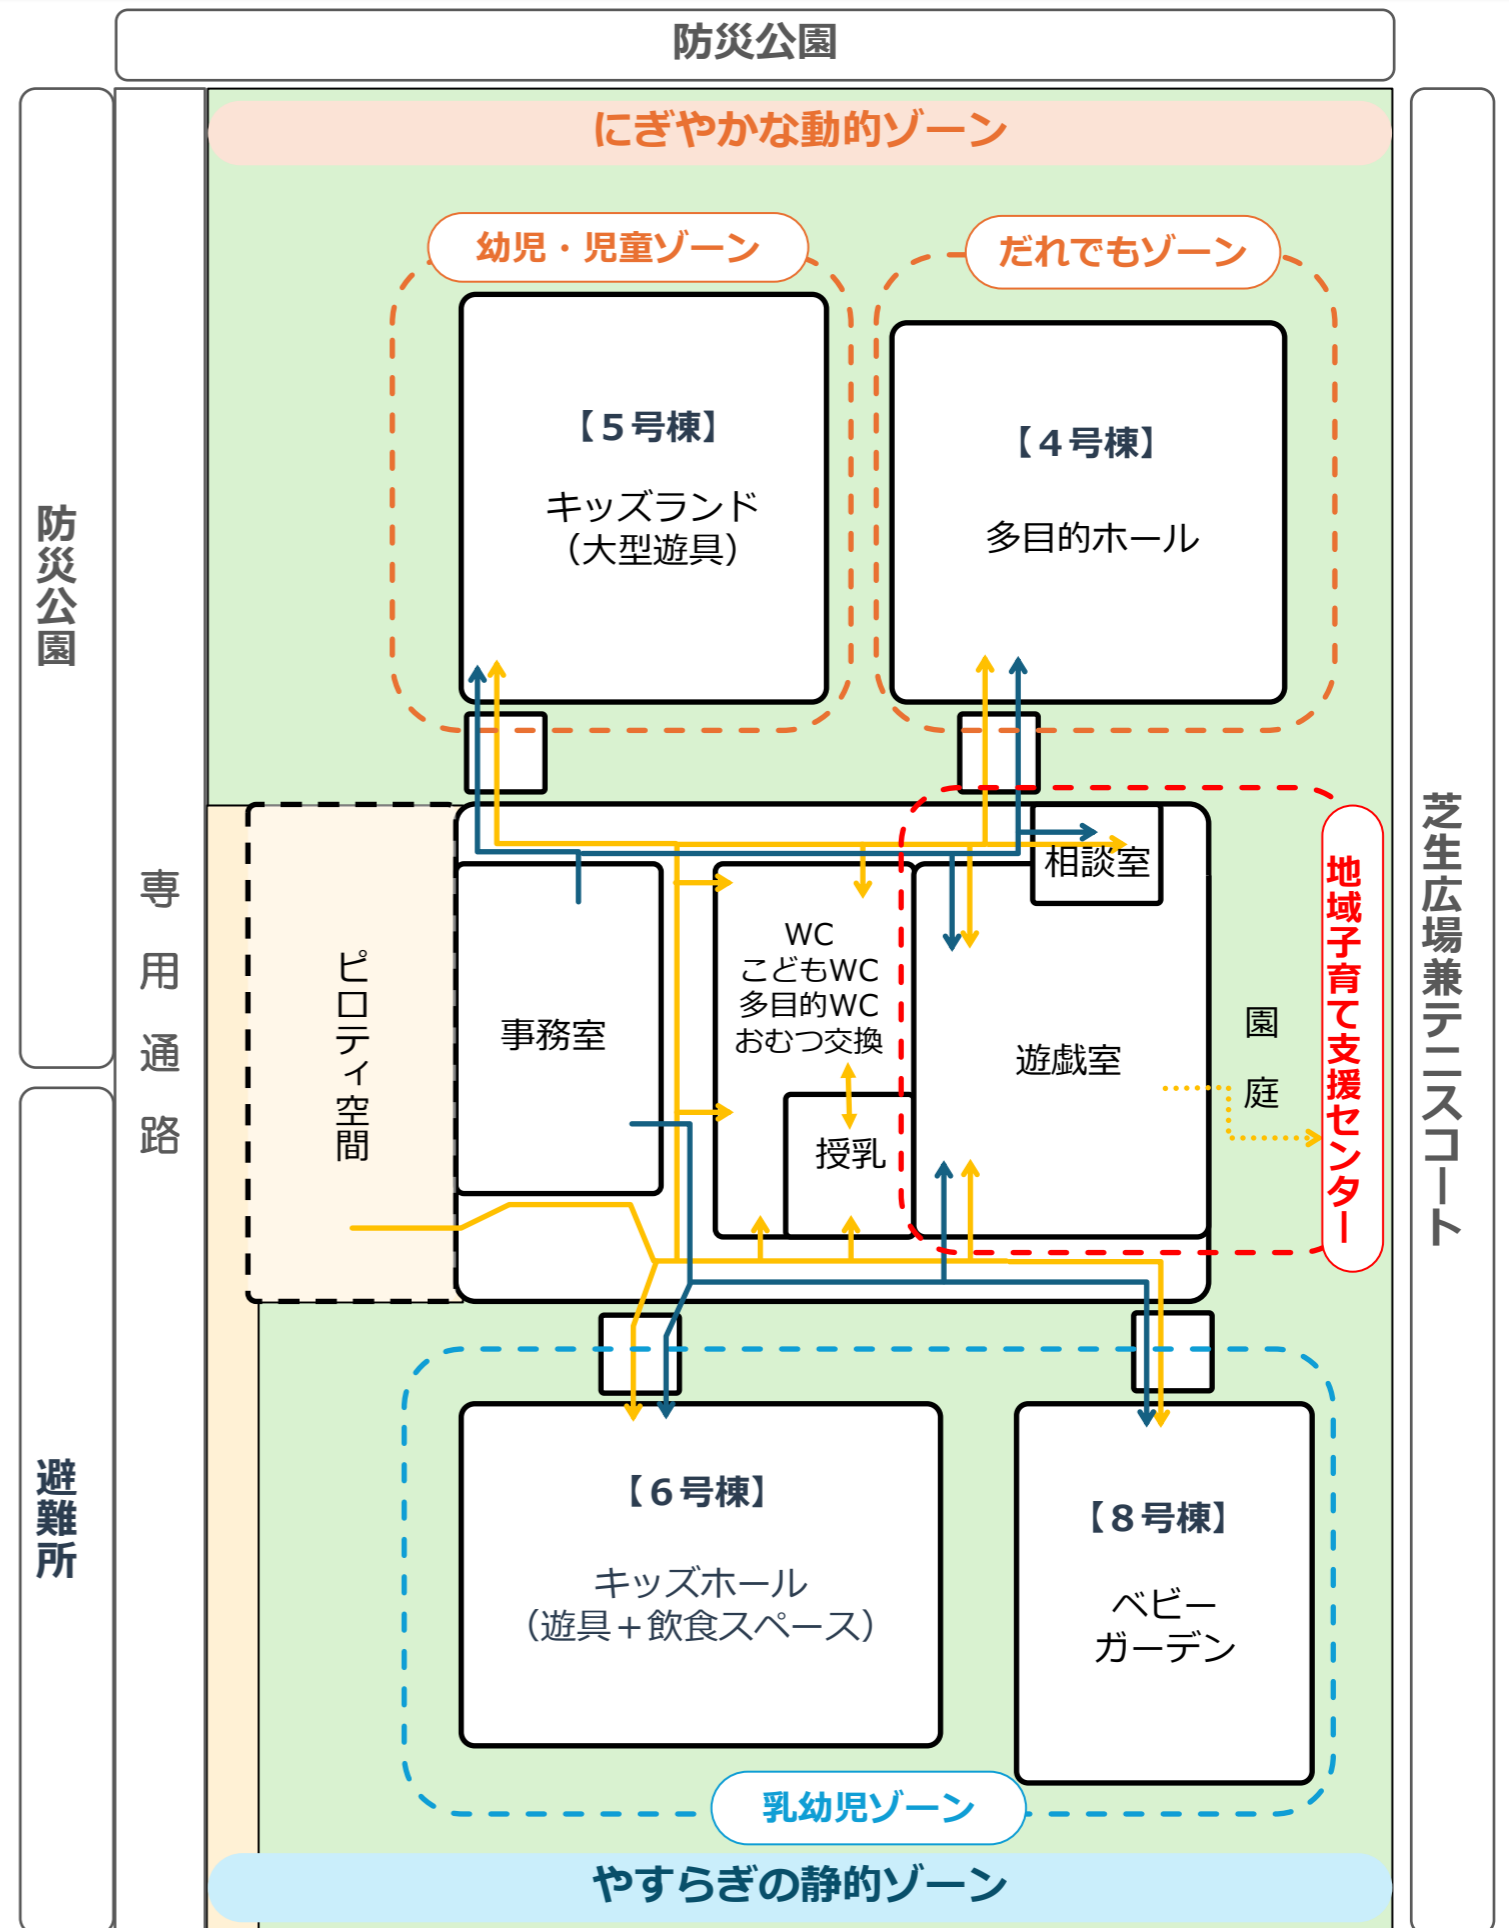 防災公園
にぎやかな動的ゾーン
幼児・児童ゾーン
だれでもゾーン
【５号棟】
キッズランド
（大型遊具）
【４号棟】
多目的ホール
防災公園
専用通路
ピロティ空間
事務室
WC
こどもWC
多目的WC
おむつ交換
授乳
相談室
遊戯室
園庭
地域子育て支援センター
芝生広場兼テニスコート
避難所
【６号棟】
キッズホール
（遊具＋飲食スペース）
【８号棟】
ベビー
ガーデン
乳幼児ゾーン
やすらぎの静的ゾーン